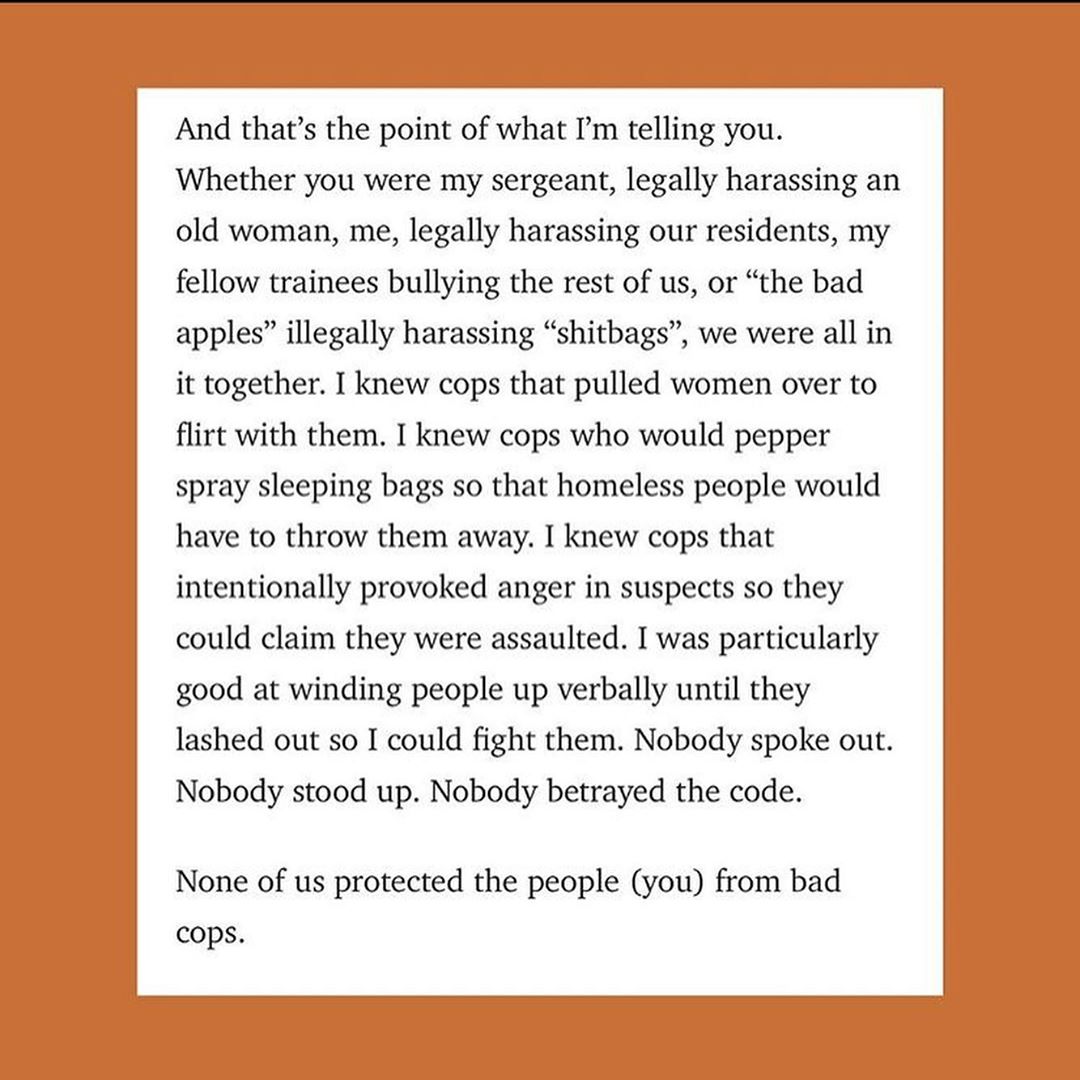 And that’s the point of what I’m telling you.
Whether you were my sergeant, legally harassing an
old woman, me, legally harassing our residents, my
fellow trainees bullying the rest of us, or “the bad
apples” illegally harassing “shitbags”, we were all in
it together. I knew cops that pulled women over to
flirt with them. I knew cops who would pepper
spray sleeping bags so that homeless people would
have to throw them away. I knew cops that
intentionally provoked anger in suspects so they
could claim they were assaulted. I was particularly
good at winding people up verbally until they
lashed out so I could fight them. Nobody spoke out.
Nobody stood up. Nobody betrayed the code.
None of us protected the people (you) from bad
cops.